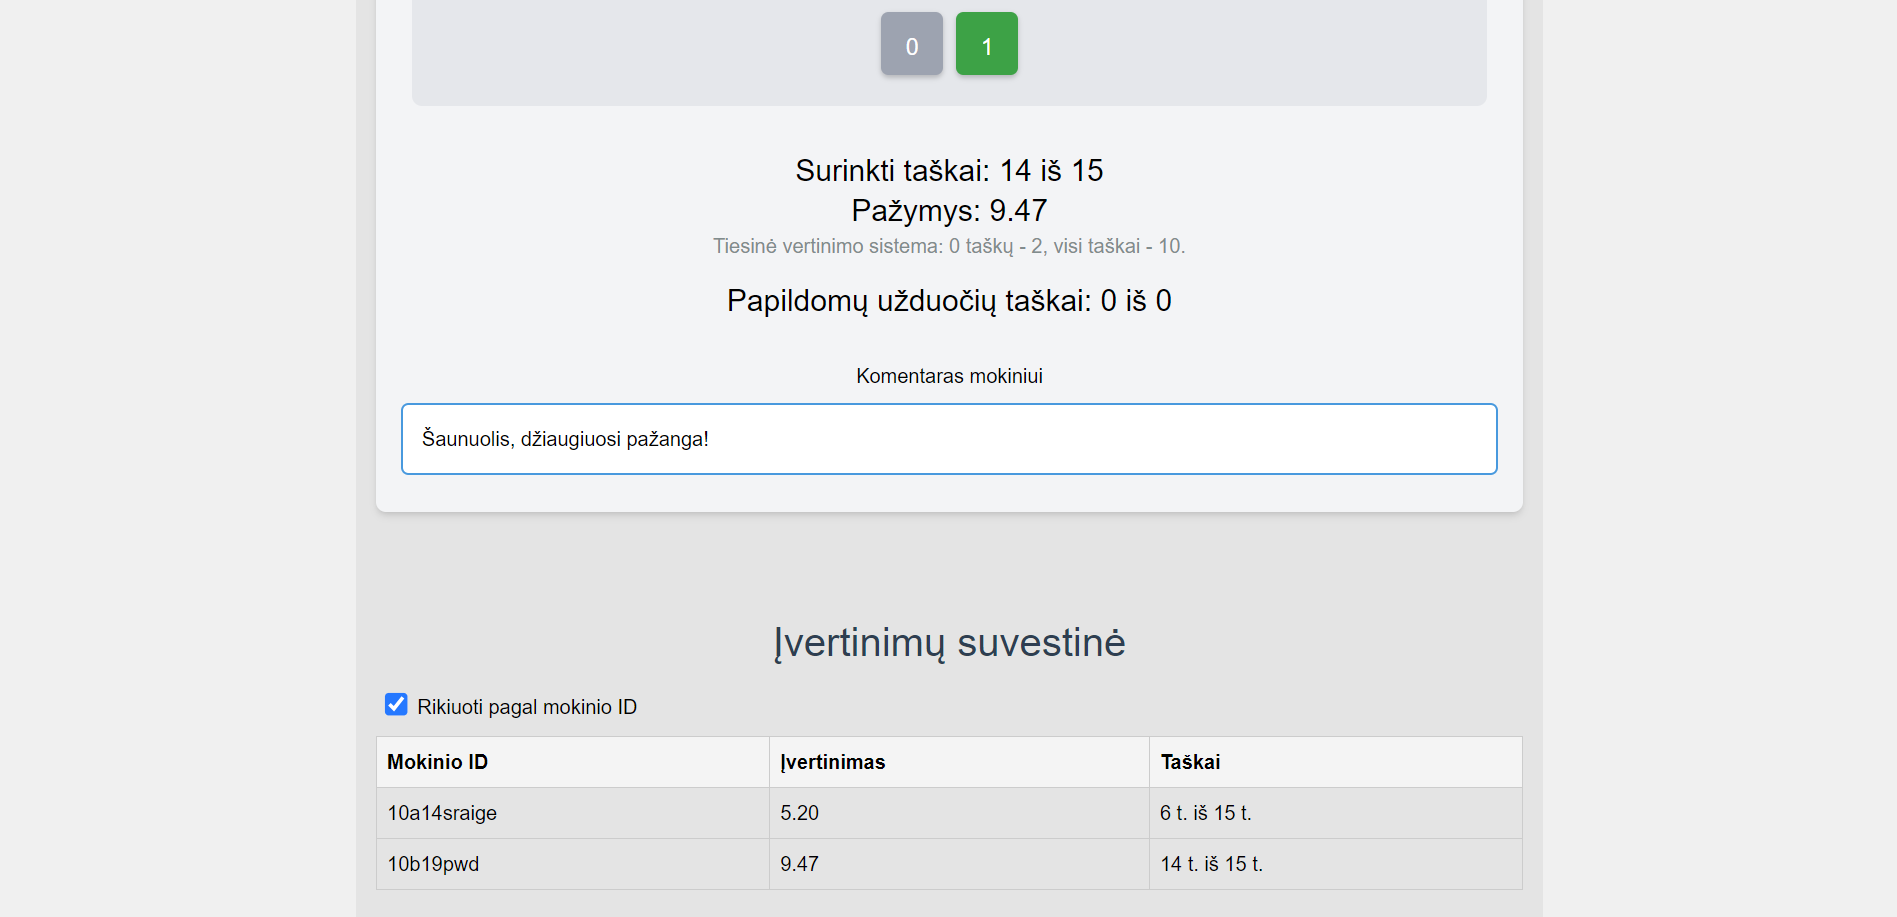 0 1
Surinkti taškai: 14 iš 15
Pažymys: 9.47
Tiesinė vertinimo sistema: 0 taškų - 2, visi taškai - 10.
Papildomų užduočių taškai: 0 iš 0
Komentaras mokiniui
Šaunuolis, džiaugiuosi pažanga!
Įvertinimų suvestinė
Rikiuoti pagal mokinio ID
Mokinio ID Įvertinimas Taškai
10a14sraige 5.20 6 t. iš 15 t.
10b19pwd 9.47 14 t. iš 15 t.